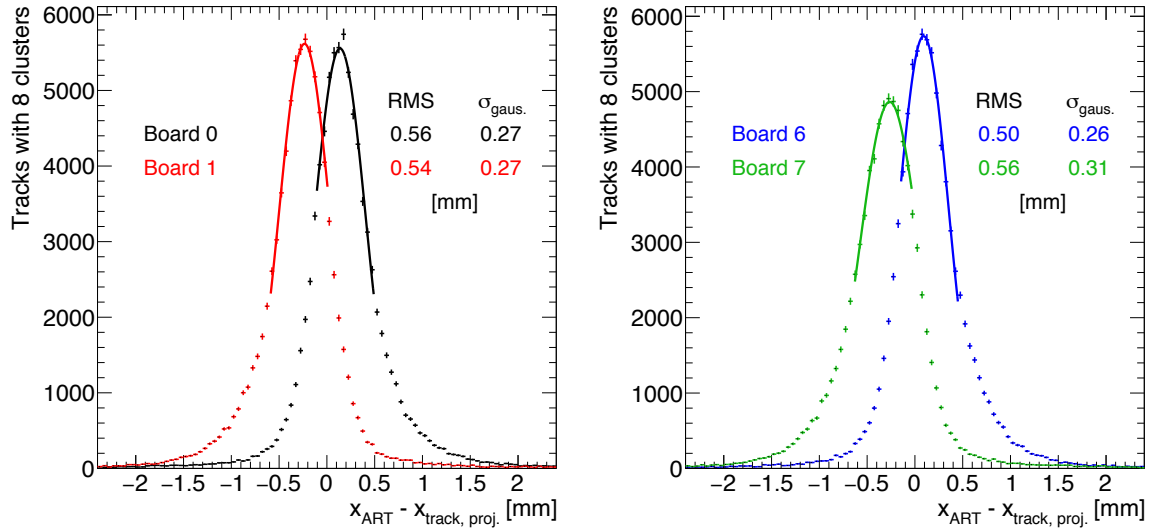 Tracks with 8 clusters
6000
5000
4000
3000
2000
1000
0
RMS σgaus.
Board 0 0.56 0.27
Board 1 0.54 0.27
[mm]
−2 −1.5 −1 −0.5 0 0.5 1 1.5 2
xART - xtrack, proj. [mm]
Tracks with 8 clusters
6000
5000
4000
3000
2000
1000
0
RMS σgaus.
Board 6 0.50 0.26
Board 7 0.56 0.31
[mm]
−2 −1.5 −1 −0.5 0 0.5 1 1.5 2
xART - xtrack, proj. [mm]